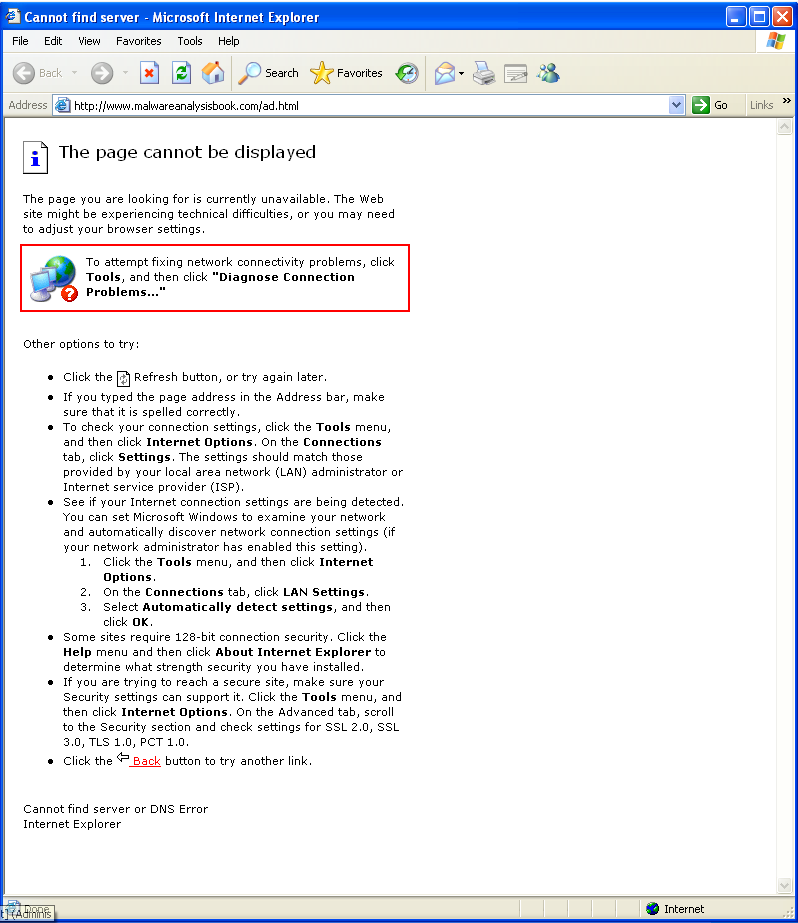 Cannot find server - Microsoft Internet Explorer
File Edit View Favorites Tools Help
Back Search Favorites
Address http://www.malwareanalysisbook.com/ad.html Go Links »
The page cannot be displayed
The page you are looking for is currently unavailable. The Web
site might be experiencing technical difficulties, or you may need
to adjust your browser settings.
To attempt fixing network connectivity problems, click
Tools, and then click "Diagnose Connection
Problems..."
Other options to try:
• Click the Refresh button, or try again later.
• If you typed the page address in the Address bar, make
sure that it is spelled correctly.
• To check your connection settings, click the Tools menu,
and then click Internet Options. On the Connections
tab, click Settings. The settings should match those
provided by your local area network (LAN) administrator or
Internet service provider (ISP).
• See if your Internet connection settings are being detected.
You can set Microsoft Windows to examine your network
and automatically discover network connection settings (if
your network administrator has enabled this setting).
1. Click the Tools menu, and then click Internet
Options.
2. On the Connections tab, click LAN Settings.
3. Select Automatically detect settings, and then
click OK.
• Some sites require 128-bit connection security. Click the
Help menu and then click About Internet Explorer to
determine what strength security you have installed.
• If you are trying to reach a secure site, make sure your
Security settings can support it. Click the Tools menu, and
then click Internet Options. On the Advanced tab, scroll
to the Security section and check settings for SSL 2.0, SSL
3.0, TLS 1.0, PCT 1.0.
• Click the Back button to try another link.
Cannot find server or DNS Error
Internet Explorer
Done
t] (Adminis
Internet